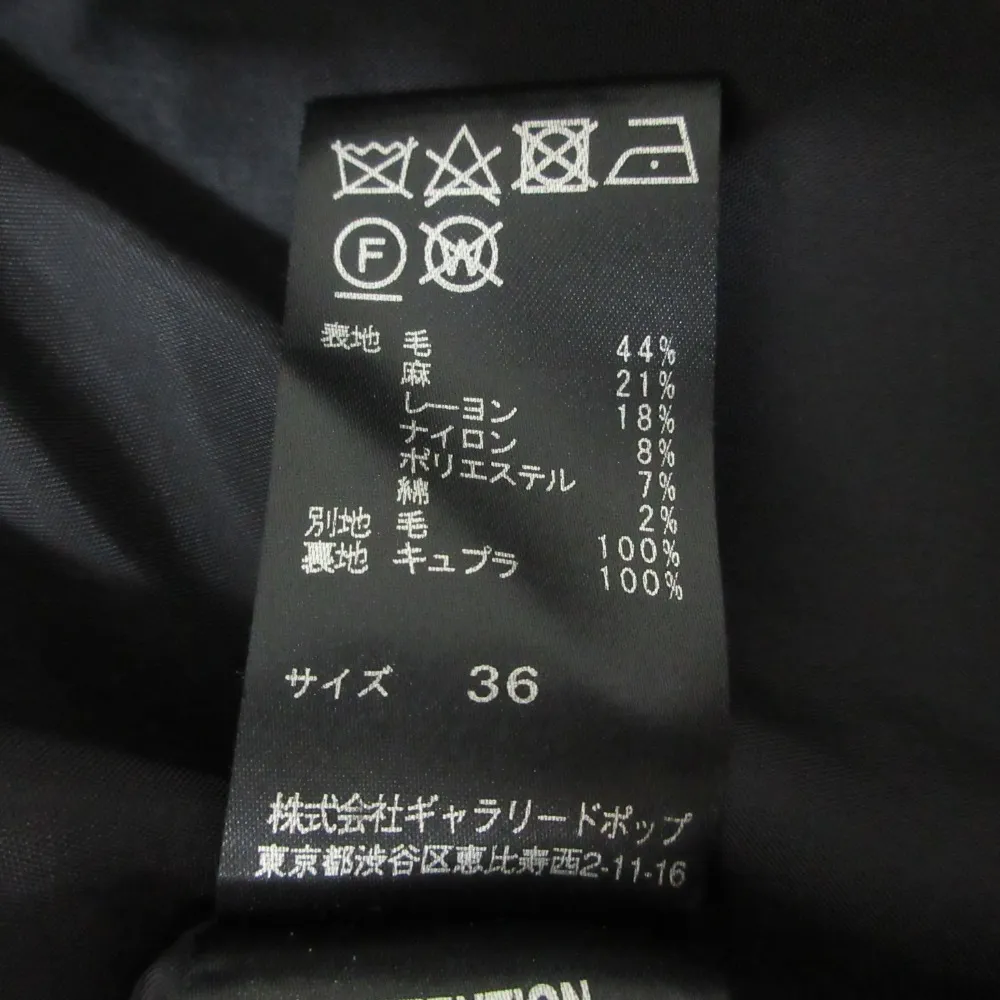 F W
表地 毛 44%
麻 21%
レーヨン 18%
ナイロン 8%
ポリエステル 7%
綿 2%
別地 毛 100%
裏地 キュプラ 100%
サイズ 36
株式会社ギャラリードポップ
東京都渋谷区恵比寿西2-11-16